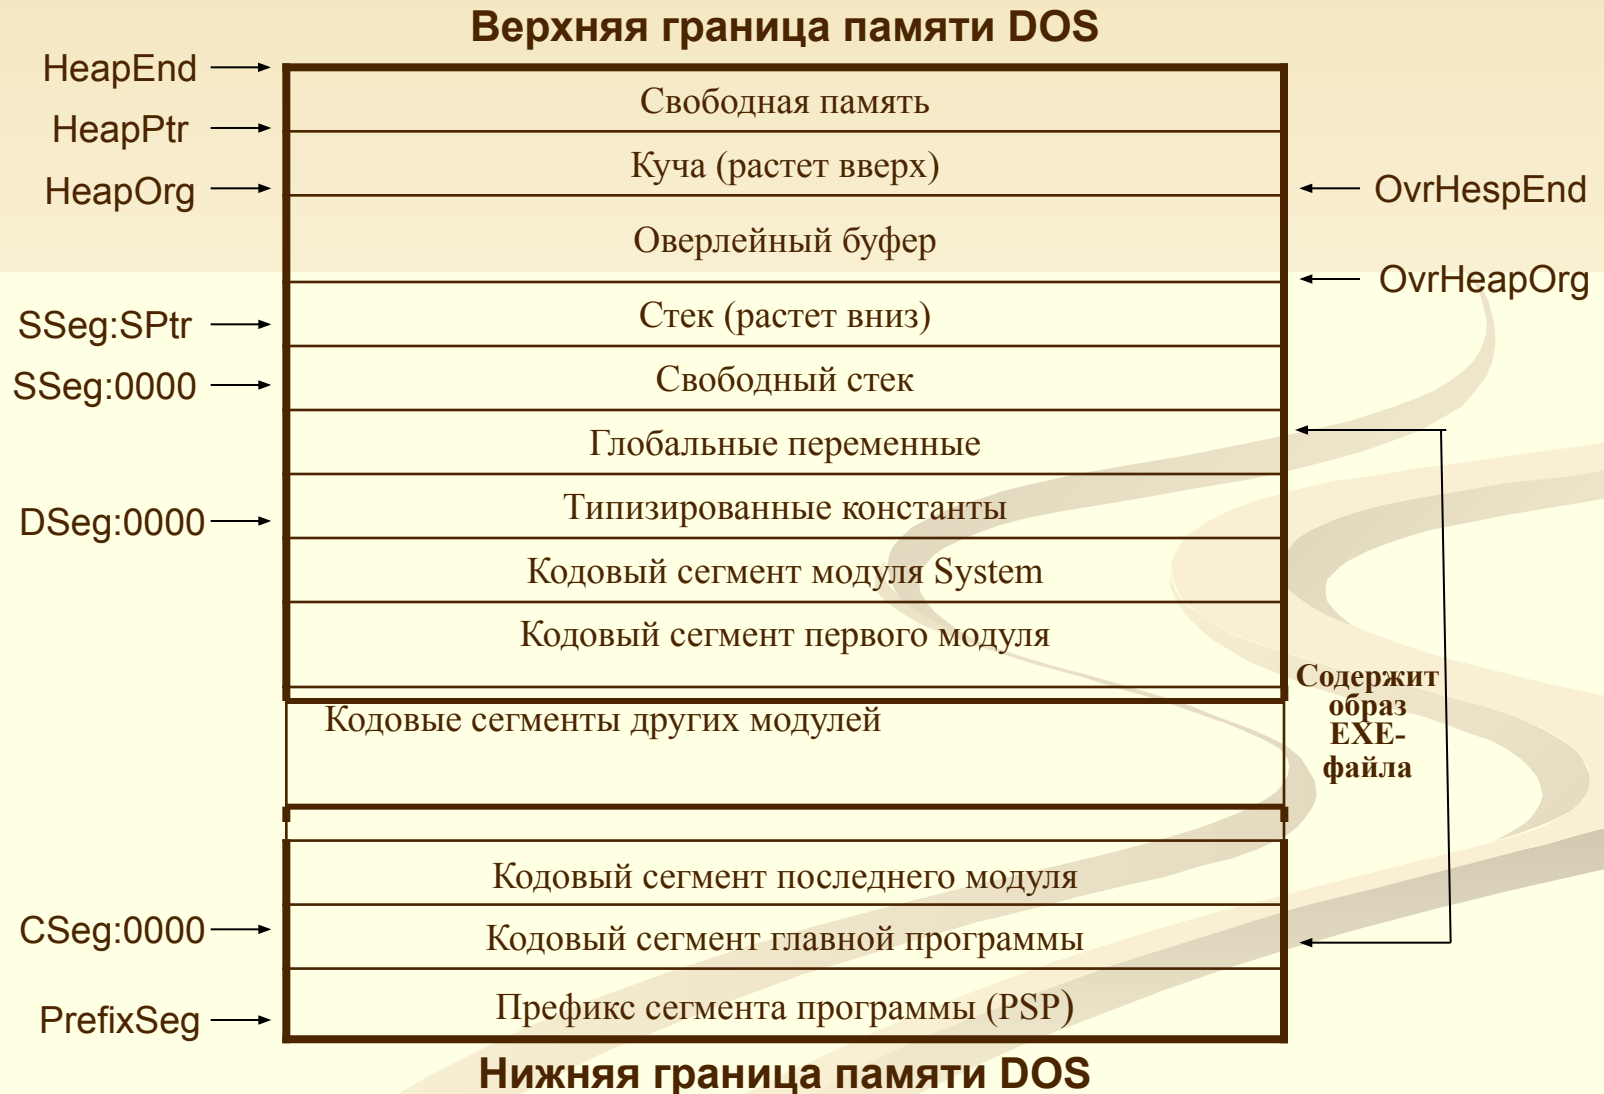 Верхняя граница памяти DOS
HeapEnd
Свободная память
HeapPtr
Куча (растет вверх)
HeapOrg
OvrHespEnd
Оверлейный буфер
OvrHeapOrg
Стек (растет вниз)
SSeg:SPtr
Свободный стек
SSeg:0000
Глобальные переменные
Типизированные константы
DSeg:0000
Кодовый сегмент модуля System
Кодовый сегмент первого модуля
Содержит
образ
EXE-
файла
Кодовые сегменты других модулей
Кодовый сегмент последнего модуля
CSeg:0000
Кодовый сегмент главной программы
Префикс сегмента программы (PSP)
PrefixSeg
Нижняя граница памяти DOS